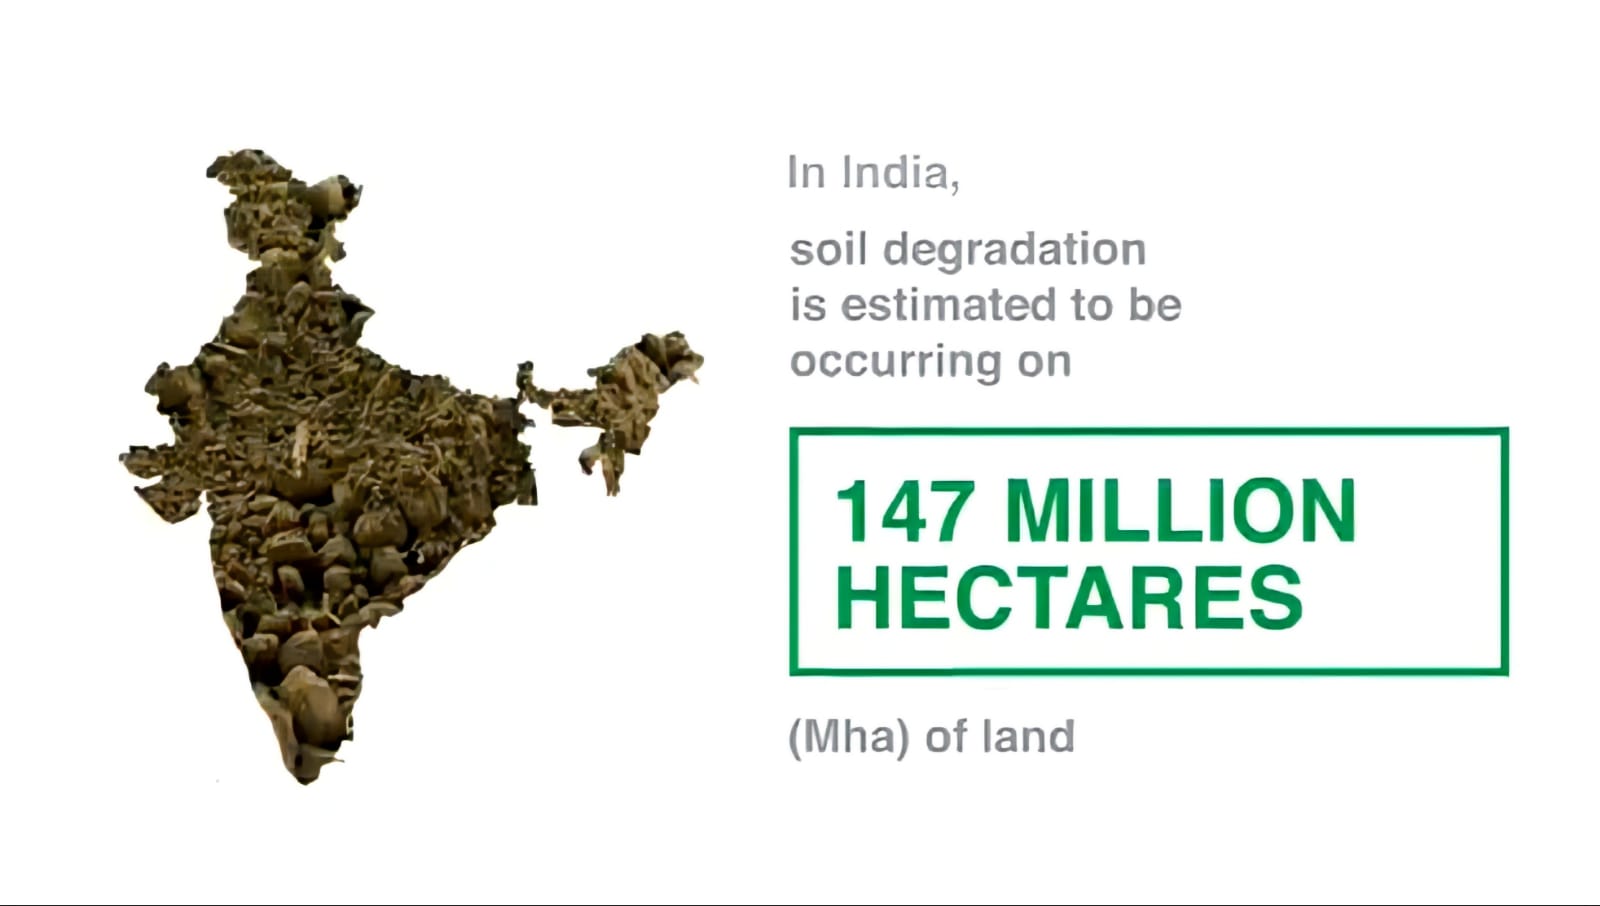 In India,
soil degradation
is estimated to be
occurring on
147 MILLION
HECTARES
(Mha) of land